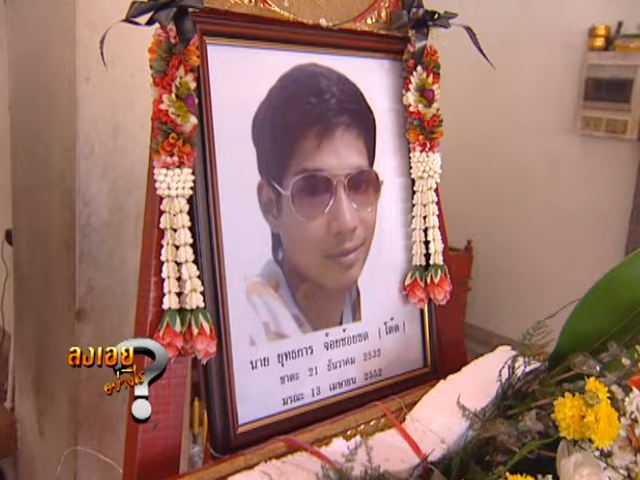 นาย ยุทธการ จ้อยช้อยชด ( โต๊ด )
ชาตะ 21 ธันวาคม 2532
มรณะ 13 เมษายน 2552
ลงเอย
อย่างไร
?